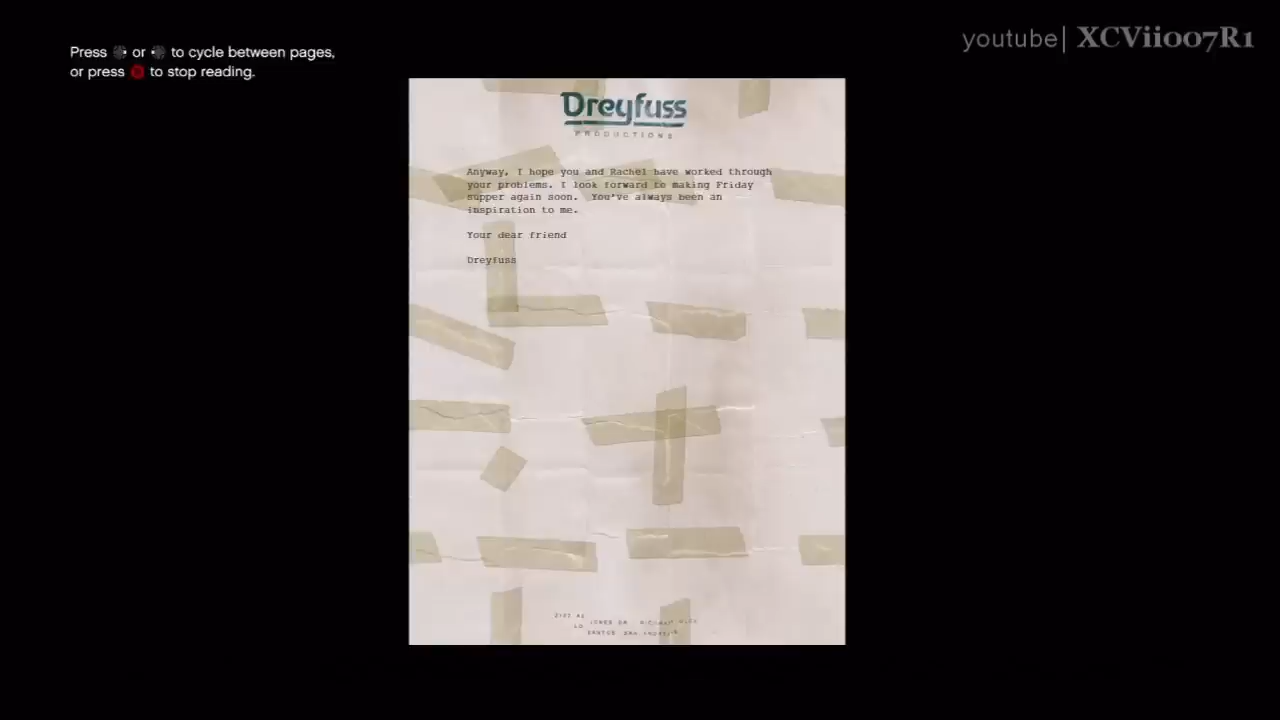 youtube| XCViioo7R1
Press or to cycle between pages,
or press to stop reading.
Dreyfuss
PRODUCTIONS
Anyway, I hope you and Rachel have worked through
your problems. I look forward to making Friday
supper again soon. You've always been an
inspiration to me.
Your dear friend
Dreyfuss